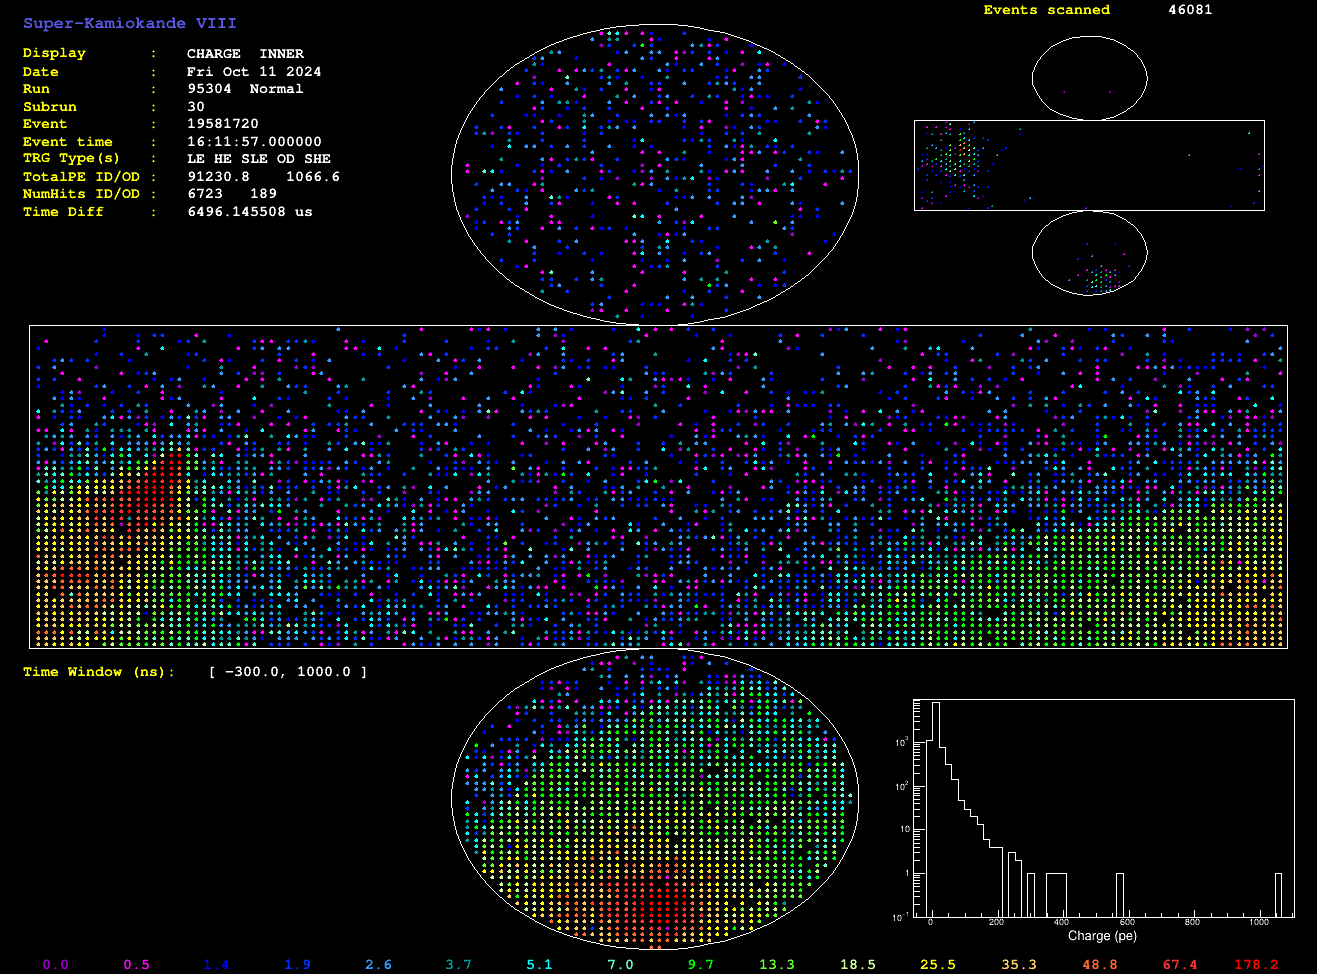 Super-Kamiokande VIII
Display : CHARGE INNER
Date : Fri Oct 11 2024
Run : 95304 Normal
Subrun : 30
Event : 19581720
Event time : 16:11:57.000000
TRG Type(s) : LE HE SLE OD SHE
TotalPE ID/OD : 91230.8 1066.6
NumHits ID/OD : 6723 189
Time Diff : 6496.145508 us
Events scanned 46081
Time Window (ns): [ -300.0, 1000.0 ]
10³
10²
10
1
10⁻¹
0 200 400 600 800 1000
Charge (pe)
0.0 0.5 1.4 1.9 2.6 3.7 5.1 7.0 9.7 13.3 18.5 25.5 35.3 48.8 67.4 178.2